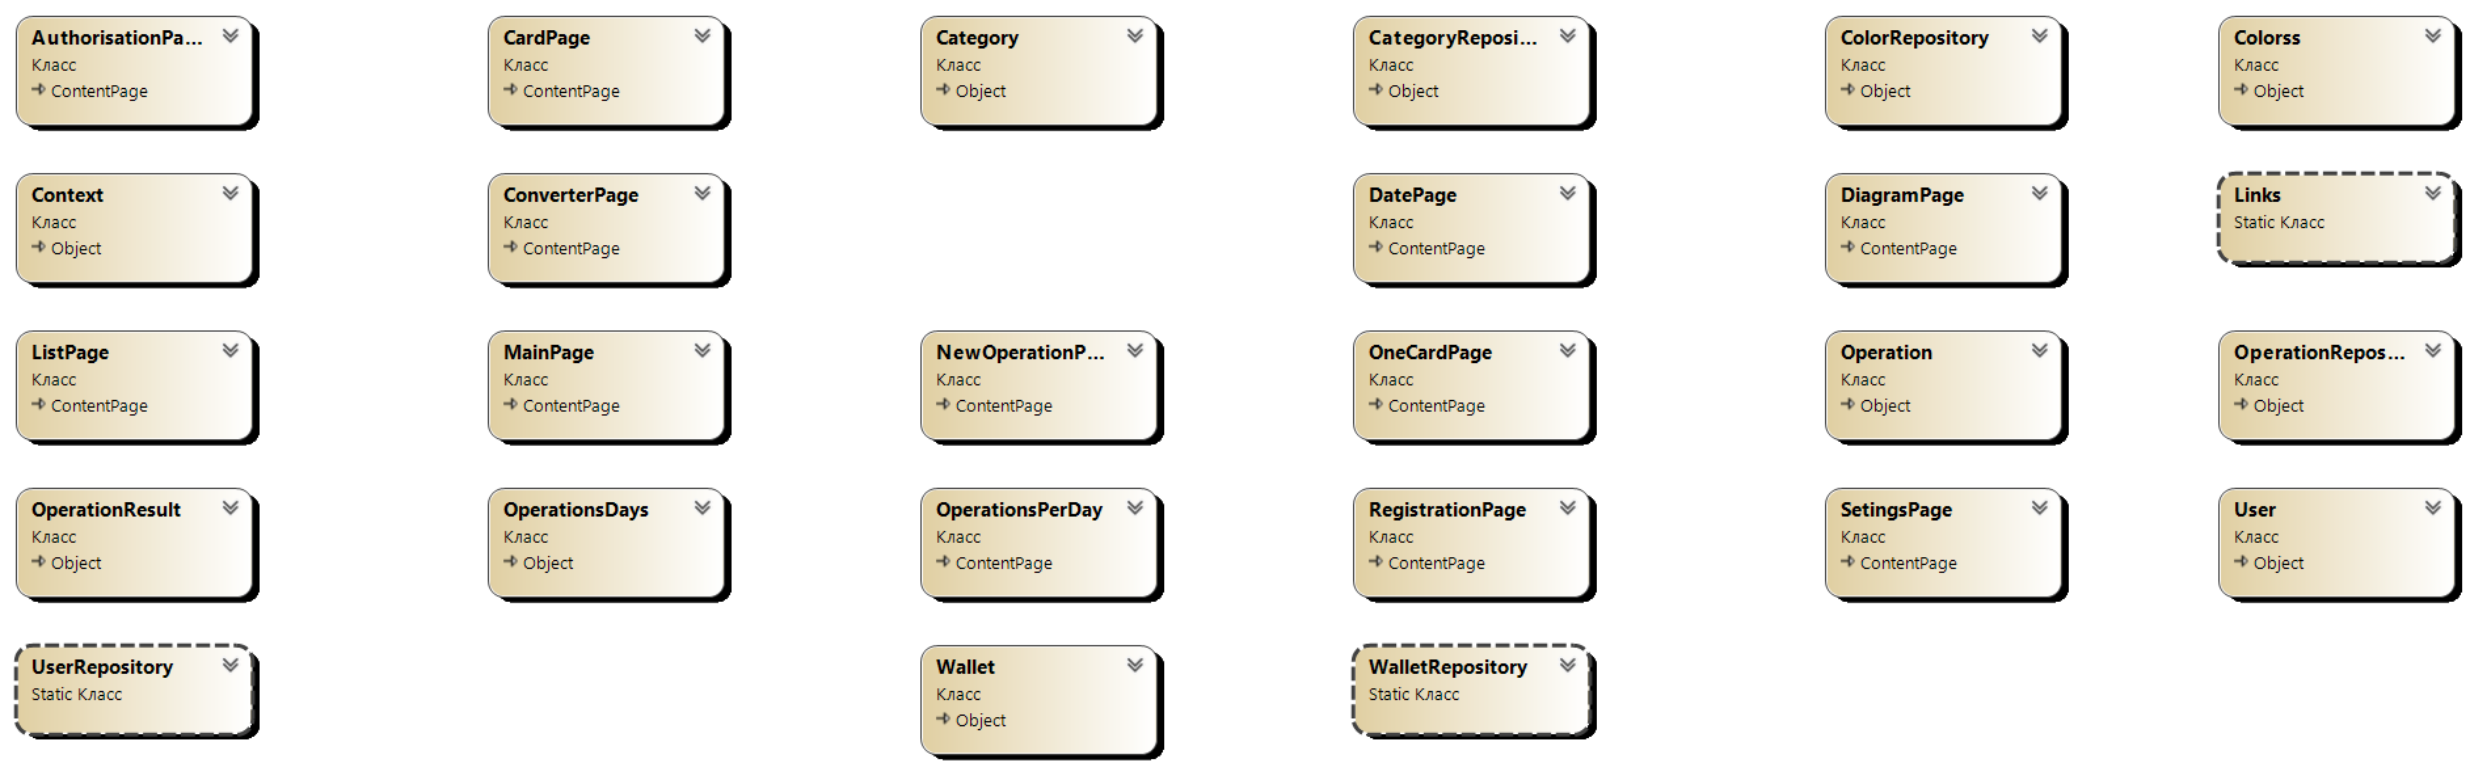 AuthorisationPa...
Класс
ContentPage
CardPage
Класс
ContentPage
Category
Класс
Object
CategoryReposi...
Класс
Object
ColorRepository
Класс
Object
Colorss
Класс
Object
Context
Класс
Object
ConverterPage
Класс
ContentPage
DatePage
Класс
ContentPage
DiagramPage
Класс
ContentPage
Links
Static Класс
ListPage
Класс
ContentPage
MainPage
Класс
ContentPage
NewOperationP...
Класс
ContentPage
OneCardPage
Класс
ContentPage
Operation
Класс
Object
OperationRepos...
Класс
Object
OperationResult
Класс
Object
OperationsDays
Класс
Object
OperationsPerDay
Класс
ContentPage
RegistrationPage
Класс
ContentPage
SetingsPage
Класс
ContentPage
User
Класс
Object
UserRepository
Static Класс
Wallet
Класс
Object
WalletRepository
Static Класс